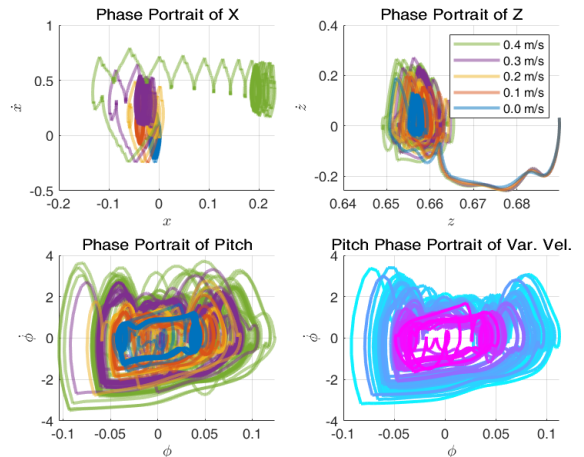 Phase Portrait of X
1
0.5
0
-0.5
ẋ
-0.2
-0.1
0
0.1
0.2
x
Phase Portrait of Z
0.4
0.2
0
-0.2
ż
0.64
0.65
0.66
0.67
0.68
z
0.4 m/s
0.3 m/s
0.2 m/s
0.1 m/s
0.0 m/s
Phase Portrait of Pitch
4
2
0
-2
-4
ϕ̇
-0.1
-0.05
0
0.05
0.1
ϕ
Pitch Phase Portrait of Var. Vel.
4
2
0
-2
-4
ϕ̇
-0.1
-0.05
0
0.05
0.1
ϕ